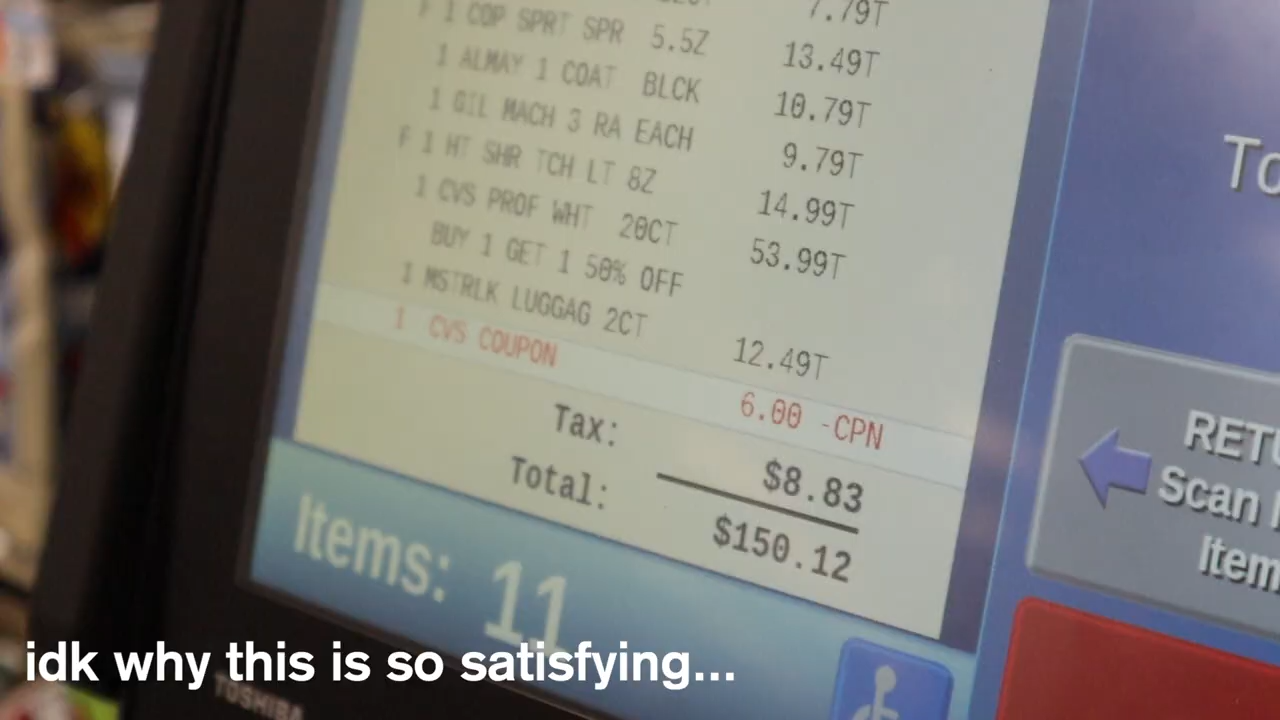 7.79T
F 1 COP SPRT SPR 5.5Z 13.49T
1 ALMAY 1 COAT BLCK 10.79T
1 GIL MACH 3 RA EACH 9.79T
F 1 HT SHR TCH LT 8Z 14.99T
1 CVS PROF WHT 20CT 53.99T
BUY 1 GET 1 50% OFF
1 MSTRLK LUGGAG 2CT 12.49T
1 CVS COUPON 6.00 -CPN
Tax: $8.83
Total: $150.12
Items: 11
Scan
Item
TOSHIBA
idk why this is so satisfying...